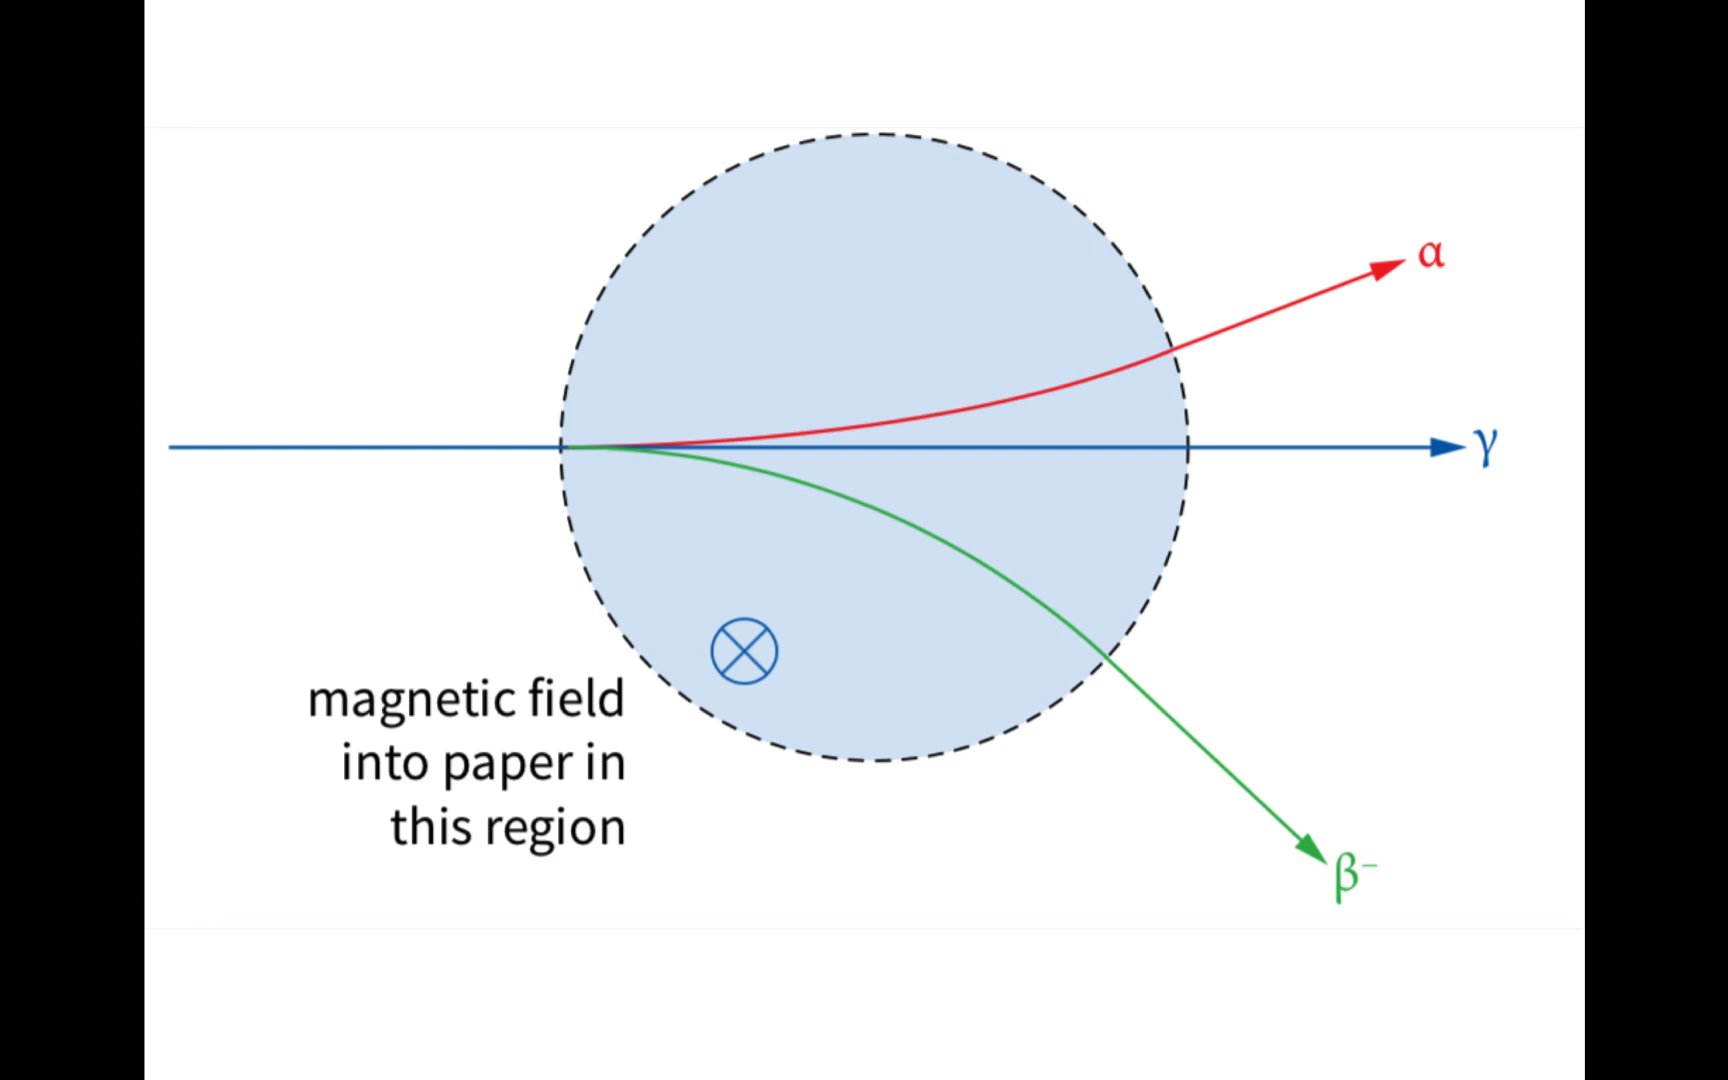 α
γ
magnetic field
into paper in
this region
β⁻